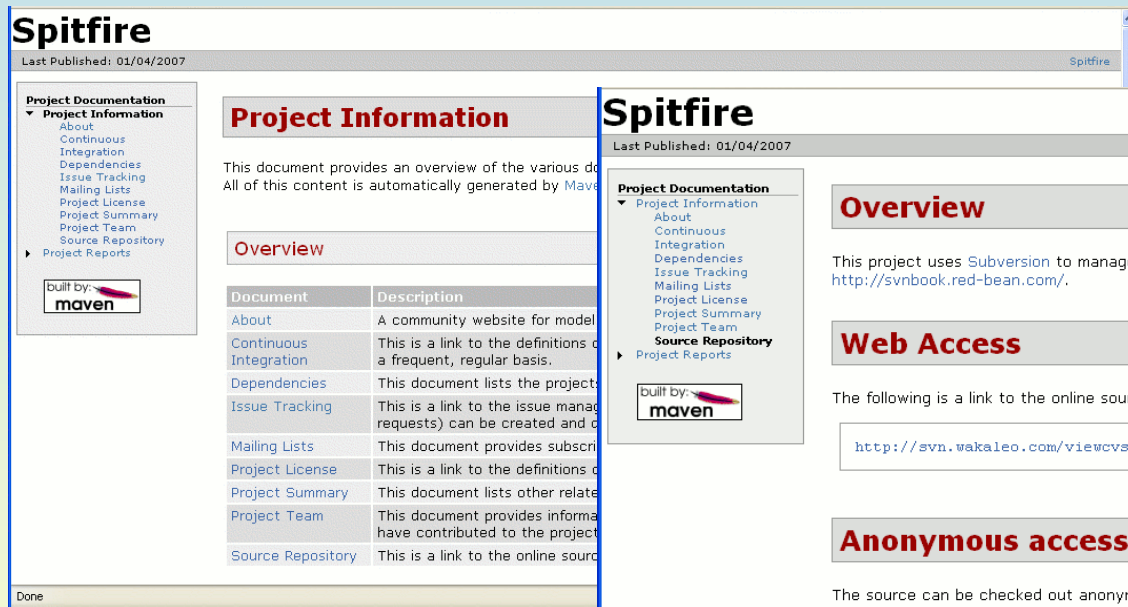 Spitfire
Last Published: 01/04/2007
Spitfire
Project Documentation
Project Information
About
Continuous
Integration
Dependencies
Issue Tracking
Mailing Lists
Project License
Project Summary
Project Team
Source Repository
Project Reports
built by:
maven
Project Information
This document provides an overview of the various
All of this content is automatically generated by
Overview
Document Description
About A community website for model
Continuous
Integration
This is a link to the definitions
a frequent, regular basis.
Dependencies This document lists the projects
Issue Tracking
This is a link to the issue
requests) can be created and
Mailing Lists This document provides
Project License This is a link to the definitions
Project Summary This document lists other
Project Team
This document provides
have contributed to the project
Source Repository This is a link to the online
Done
Spitfire
Last Published: 01/04/2007
Project Documentation
Project Information
About
Continuous
Integration
Dependencies
Issue Tracking
Mailing Lists
Project License
Project Summary
Project Team
Source Repository
Project Reports
built by:
maven
Overview
This project uses Subversion to
http://svnbook.red-bean.com/.
Web Access
The following is a link to the online
http://svn.wakaleo.com/viewcvs
Anonymous access
The source can be checked out